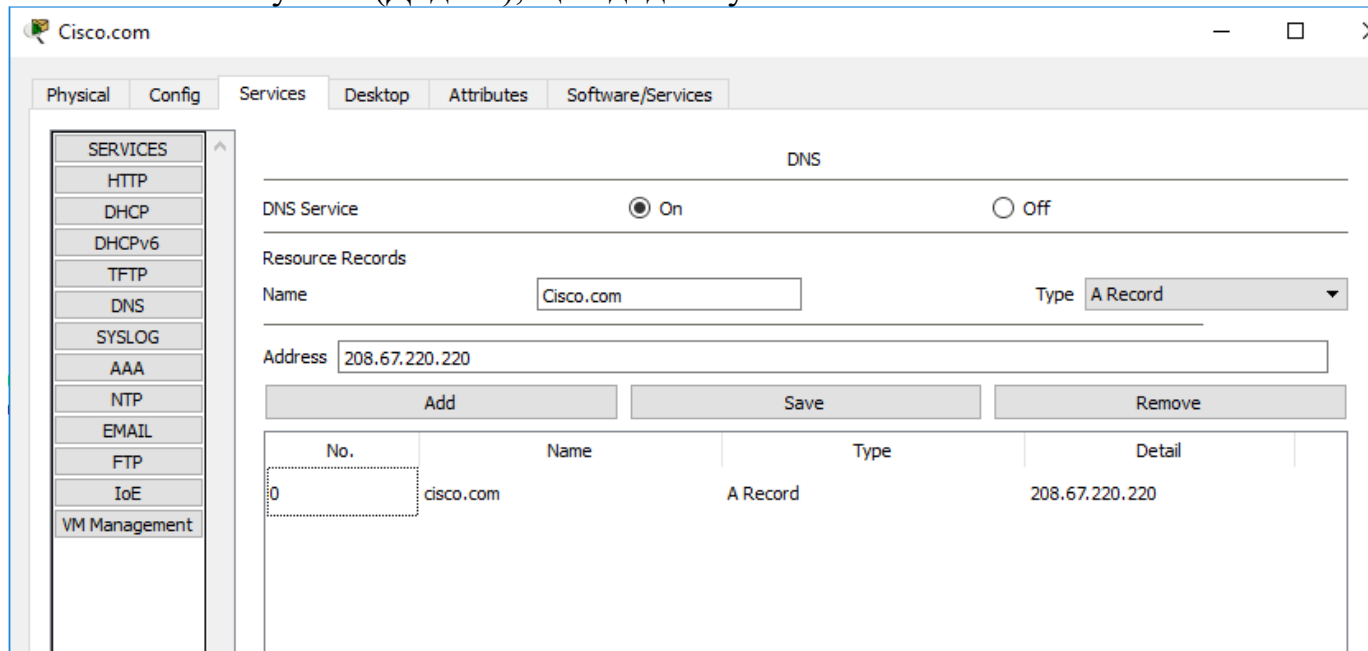 Cisco.com
Physical Config Services Desktop Attributes Software/Services
SERVICES
HTTP
DHCP
DHCPv6
TFTP
DNS
SYSLOG
AAA
NTP
EMAIL
FTP
IoE
VM Management
DNS
DNS Service On Off
Resource Records
Name Cisco.com Type A Record
Address 208.67.220.220
Add Save Remove
No. Name Type Detail
0 cisco.com A Record 208.67.220.220